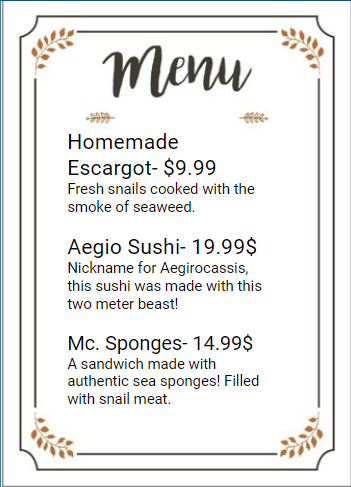 Menu
Homemade
Escargot- $9.99
Fresh snails cooked with the
smoke of seaweed.
Aegio Sushi- 19.99$
Nickname for Aegirocassis,
this sushi was made with this
two meter beast!
Mc. Sponges- 14.99$
A sandwich made with
authentic sea sponges! Filled
with snail meat.